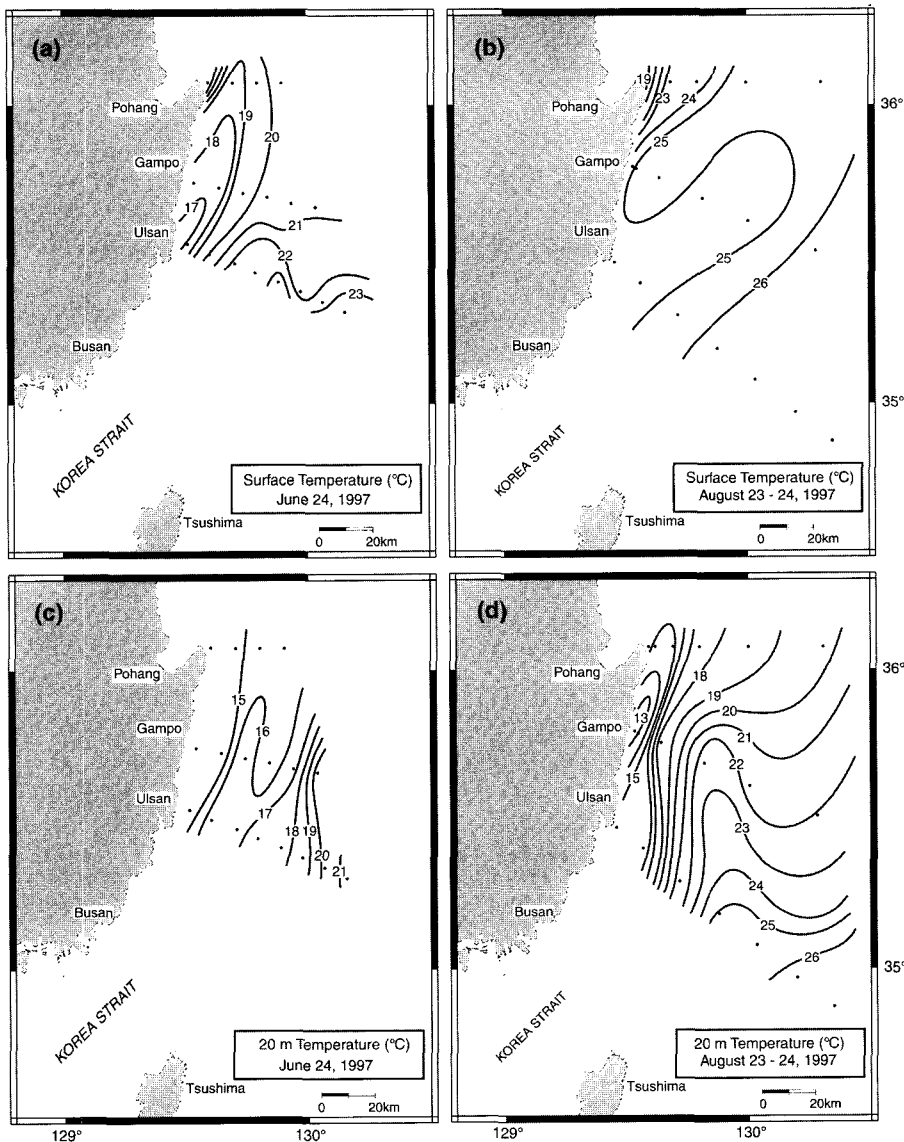 (a)
Pohang
Gampo
Ulsan
Busan
KOREA STRAIT
Tsushima
17
18
19
20
21
22
23
Surface Temperature (°C)
June 24, 1997
0 20km
(b)
Pohang
Gampo
Ulsan
Busan
KOREA STRAIT
Tsushima
19
23
24
25
25
26
36°
35°
Surface Temperature (°C)
August 23 - 24, 1997
0 20km
(c)
Pohang
Gampo
Ulsan
Busan
KOREA STRAIT
Tsushima
15
16
17
18
19
20
21
20 m Temperature (°C)
June 24, 1997
0 20km
129°
130°
(d)
Pohang
Gampo
Ulsan
Busan
KOREA STRAIT
Tsushima
13
15
18
19
20
21
22
23
24
25
26
36°
35°
20 m Temperature (°C)
August 23 - 24, 1997
0 20km
129°
130°